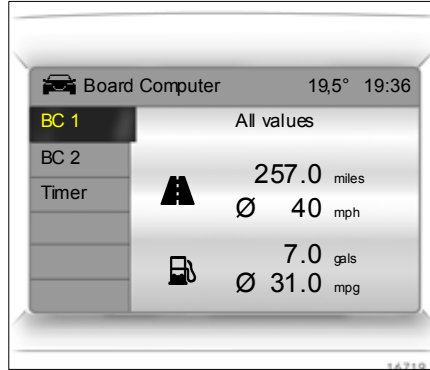 Board Computer 19,5° 19:36
BC 1
All values
BC 2
Timer
257.0 miles
Ø 40 mph
7.0 gals
Ø 31.0 mpg
16719